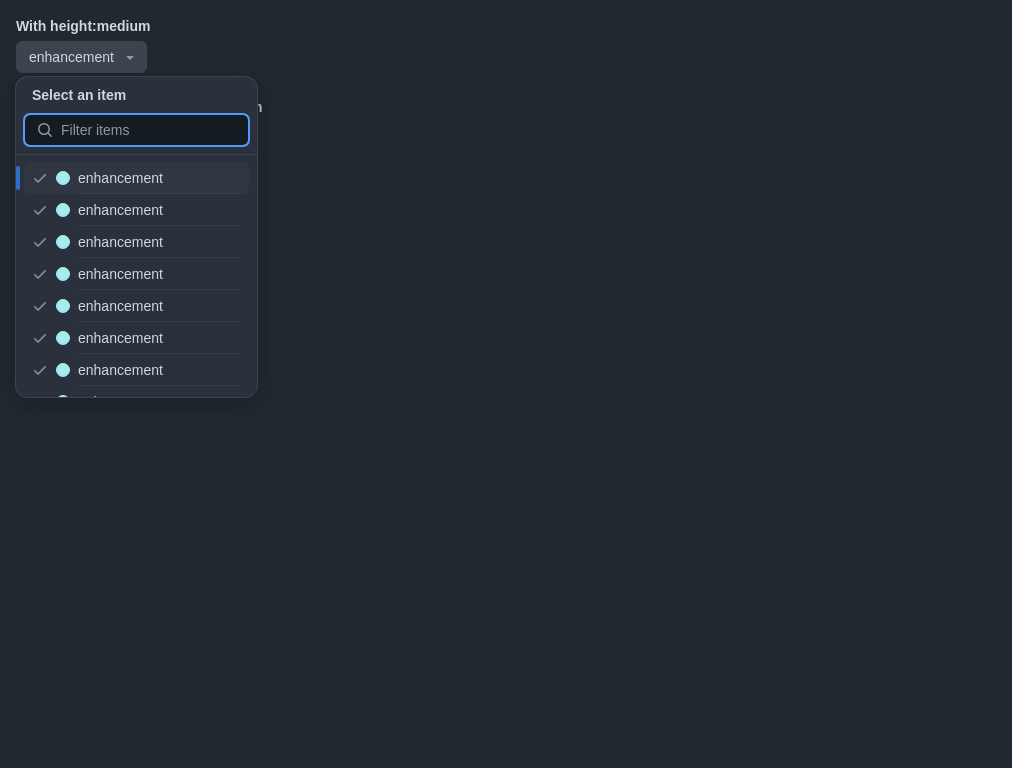 With height:medium
enhancement
Select an item
Filter items
enhancement
enhancement
enhancement
enhancement
enhancement
enhancement
enhancement